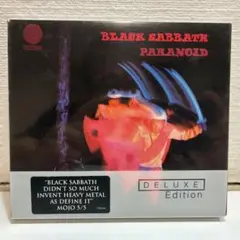 BLACK SABBATH
PARANOID
DELUXE
Edition
"BLACK SABBATH
DIDN'T SO MUCH
INVENT HEAVY METAL
AS DEFINE IT"
MOJO 5/5